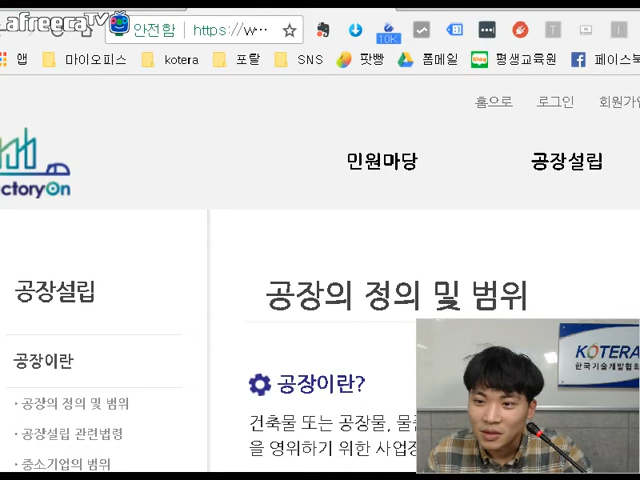 afreecaTV
안전함 https://w…
10K
앱 마이오피스 kotera 포탈 SNS 팟빵 폼메일 blog 평생교육원 페이스북
홈으로 로그인 회원가입
ctoryOn
민원마당 공장설립
공장설립
공장의 정의 및 범위
공장이란
공장이란?
· 공장의 정의 및 범위
건축물 또는 공장물, 물
· 공장설립 관련법령
을 영위하기 위한 사업장
· 중소기업의 범위
KOTERA
한국기술개발협회